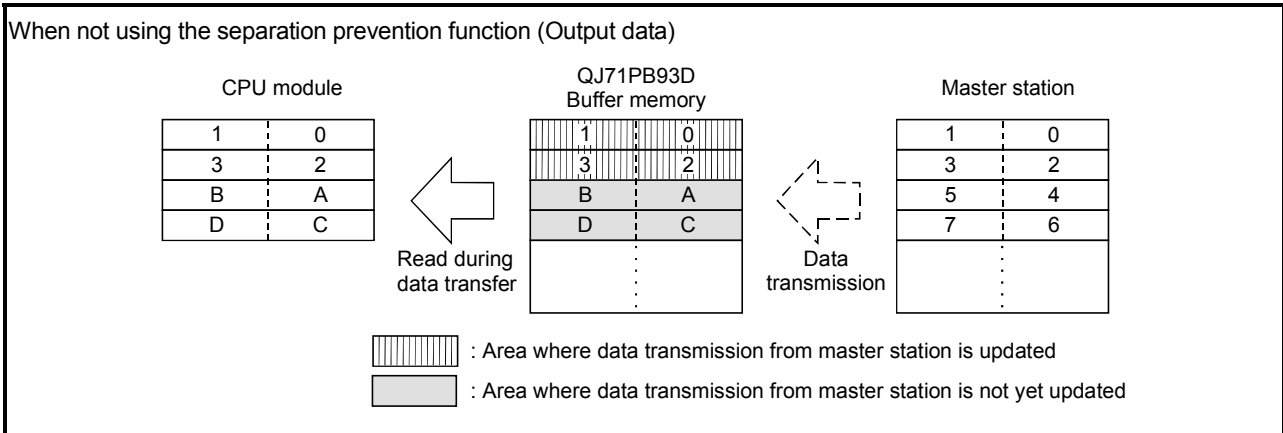 When not using the separation prevention function (Output data)
CPU module
QJ71PB93D
Buffer memory
Master station
1 0
3 2
B A
D C
1 0
3 2
B A
D C
1 0
3 2
5 4
7 6
Read during
data transfer
Data
transmission
: Area where data transmission from master station is updated
: Area where data transmission from master station is not yet updated